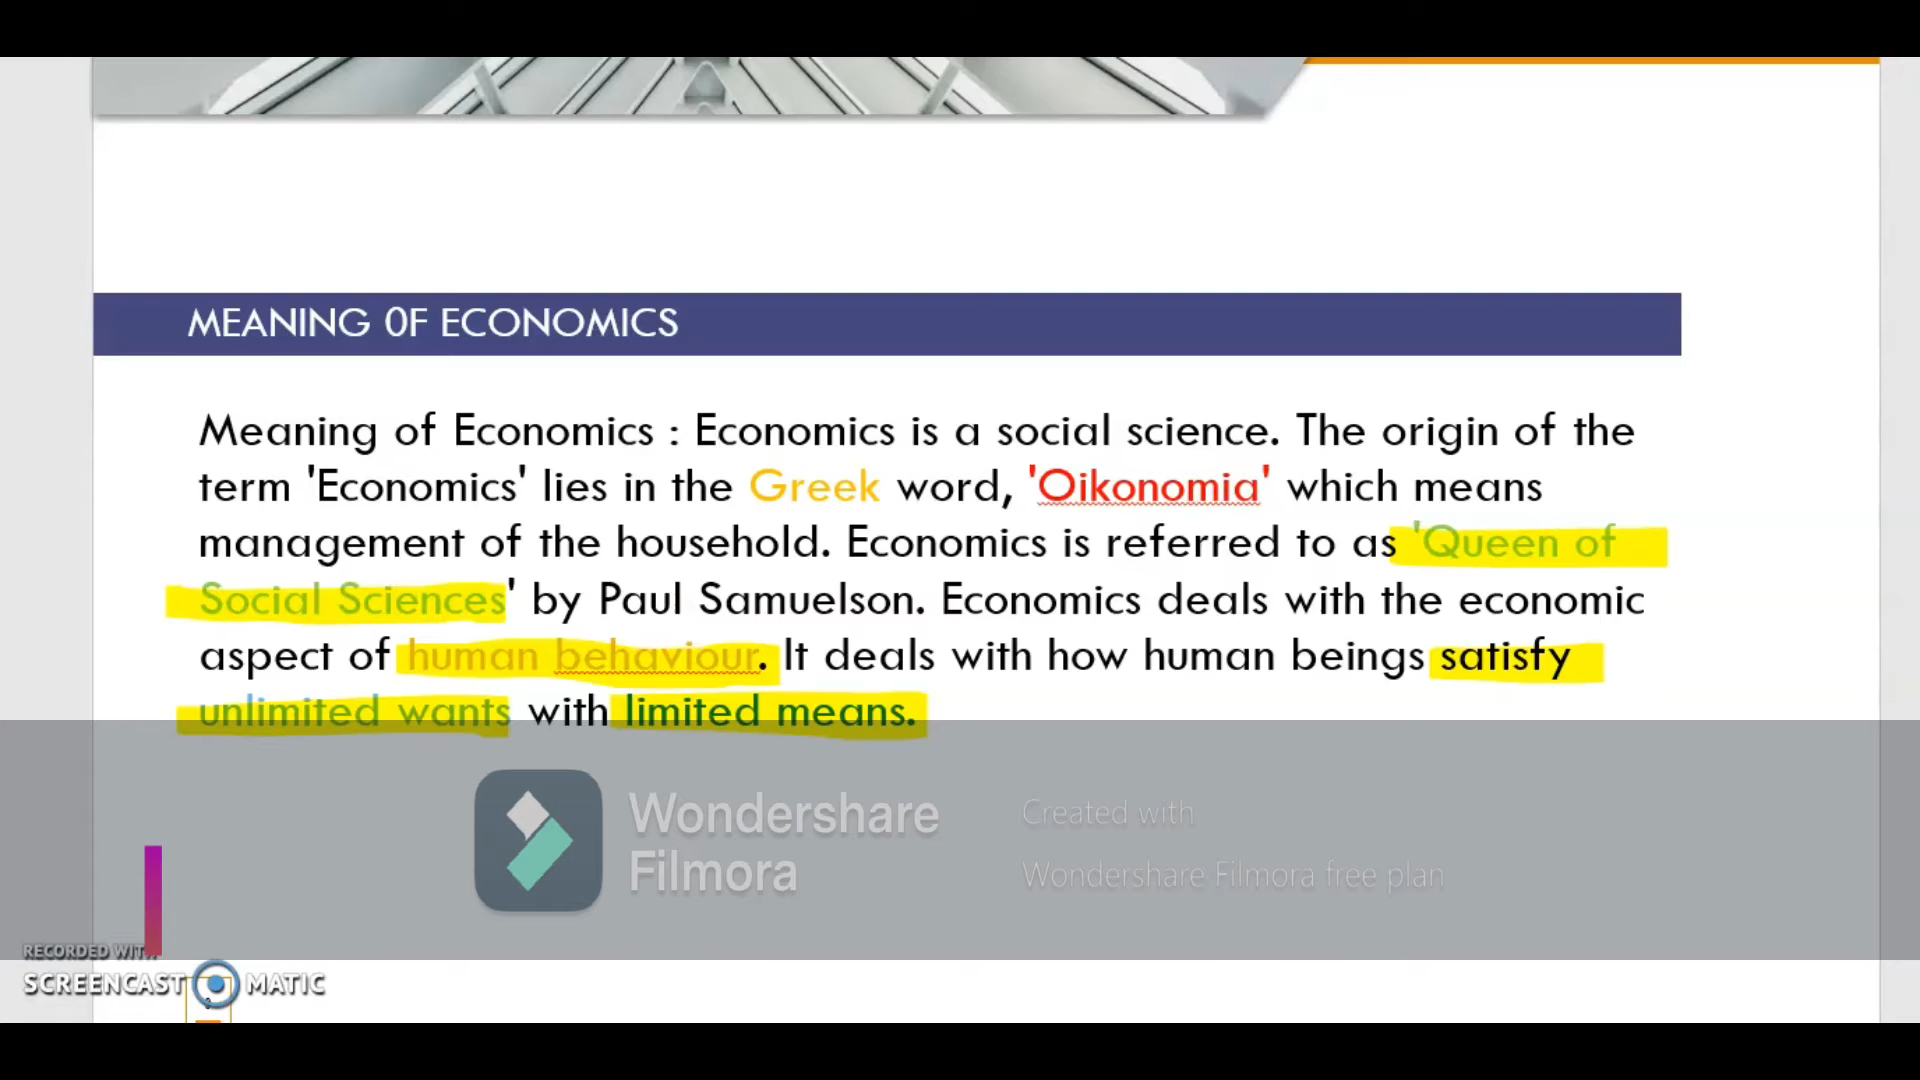 MEANING 0F ECONOMICS
Meaning of Economics : Economics is a social science. The origin of the
term 'Economics' lies in the Greek word, 'Oikonomia' which means
management of the household. Economics is referred to as 'Queen of
Social Sciences' by Paul Samuelson. Economics deals with the economic
aspect of human behaviour. It deals with how human beings satisfy
unlimited wants with limited means.
Wondershare
Filmora
Created with
Wondershare Filmora free plan
RECORDED WITH
SCREENCAST MATIC